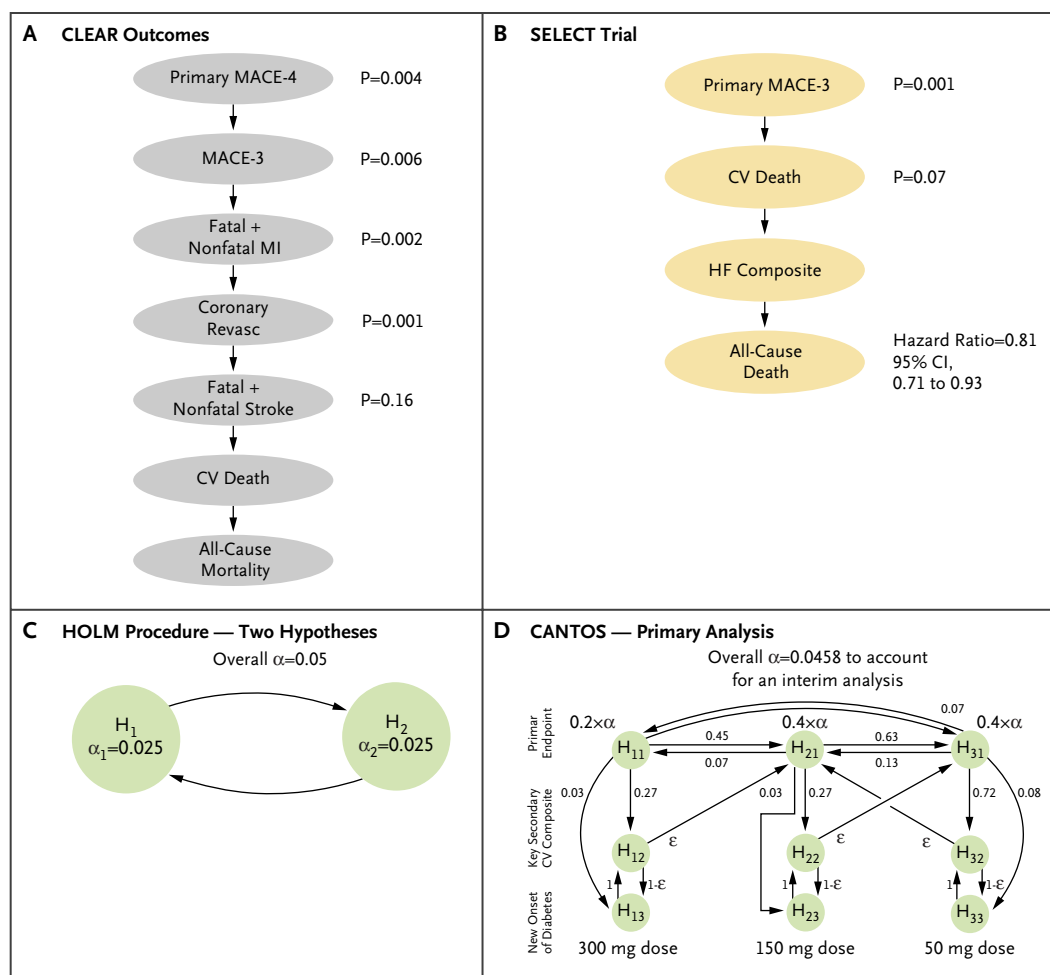 A CLEAR Outcomes
Primary MACE-4
P=0.004
MACE-3
P=0.006
Fatal +
Nonfatal MI
P=0.002
Coronary
Revasc
P=0.001
Fatal +
Nonfatal Stroke
P=0.16
CV Death
All-Cause
Mortality
B SELECT Trial
Primary MACE-3
P=0.001
CV Death
P=0.07
HF Composite
All-Cause
Death
Hazard Ratio=0.81
95% CI,
0.71 to 0.93
C HOLM Procedure — Two Hypotheses
Overall α=0.05
H1
α1=0.025
H2
α2=0.025
D CANTOS — Primary Analysis
Overall α=0.0458 to account
for an interim analysis
Primar
Endpoint
0.2×α
0.4×α
0.4×α
0.07
H11
0.45
0.07
H21
0.63
0.13
H31
0.03
0.27
0.03
0.27
0.72
0.08
Key Secondary
CV Composite
H12
ε
H22
ε
ε
H32
1
1-ε
1
1-ε
1
1-ε
New Onset
of Diabetes
H13
H23
H33
300 mg dose
150 mg dose
50 mg dose